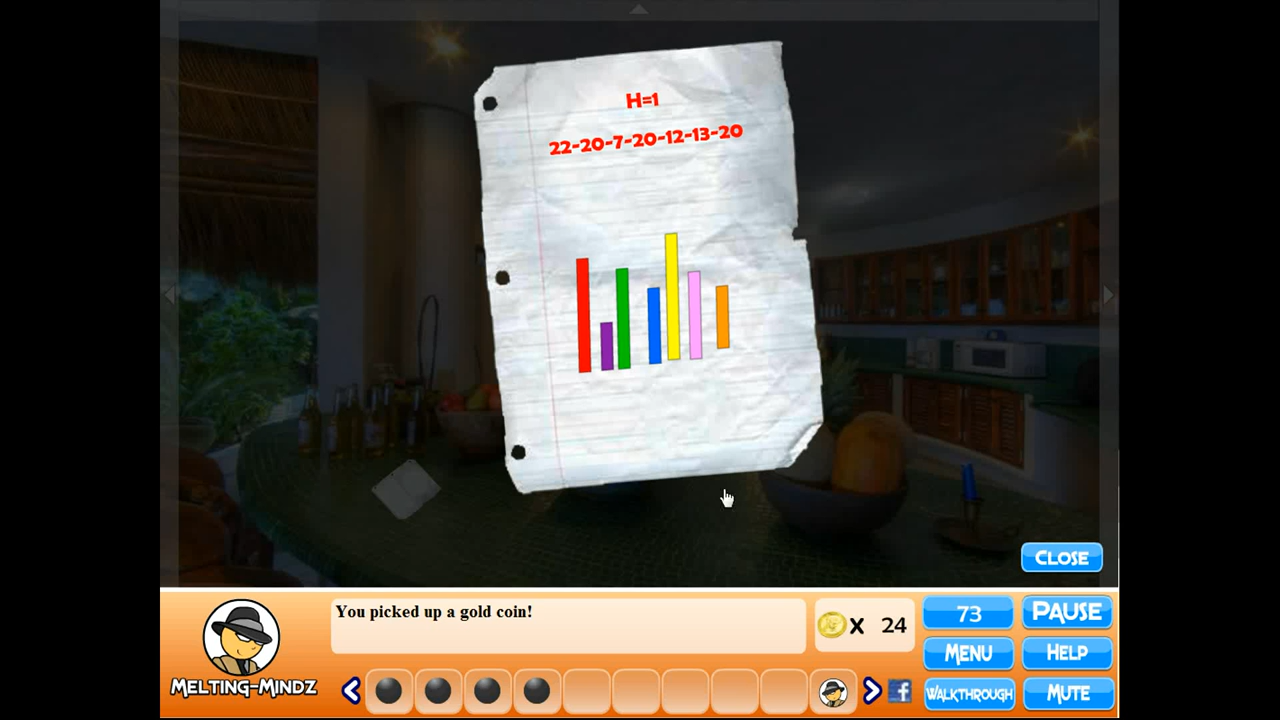 H=1
22-20-7-20-12-13-20
CLOSE
You picked up a gold coin!
X 24
73
PAUSE
MENU
HELP
MELTING-MINDZ
f
WALKTHROUGH
MUTE